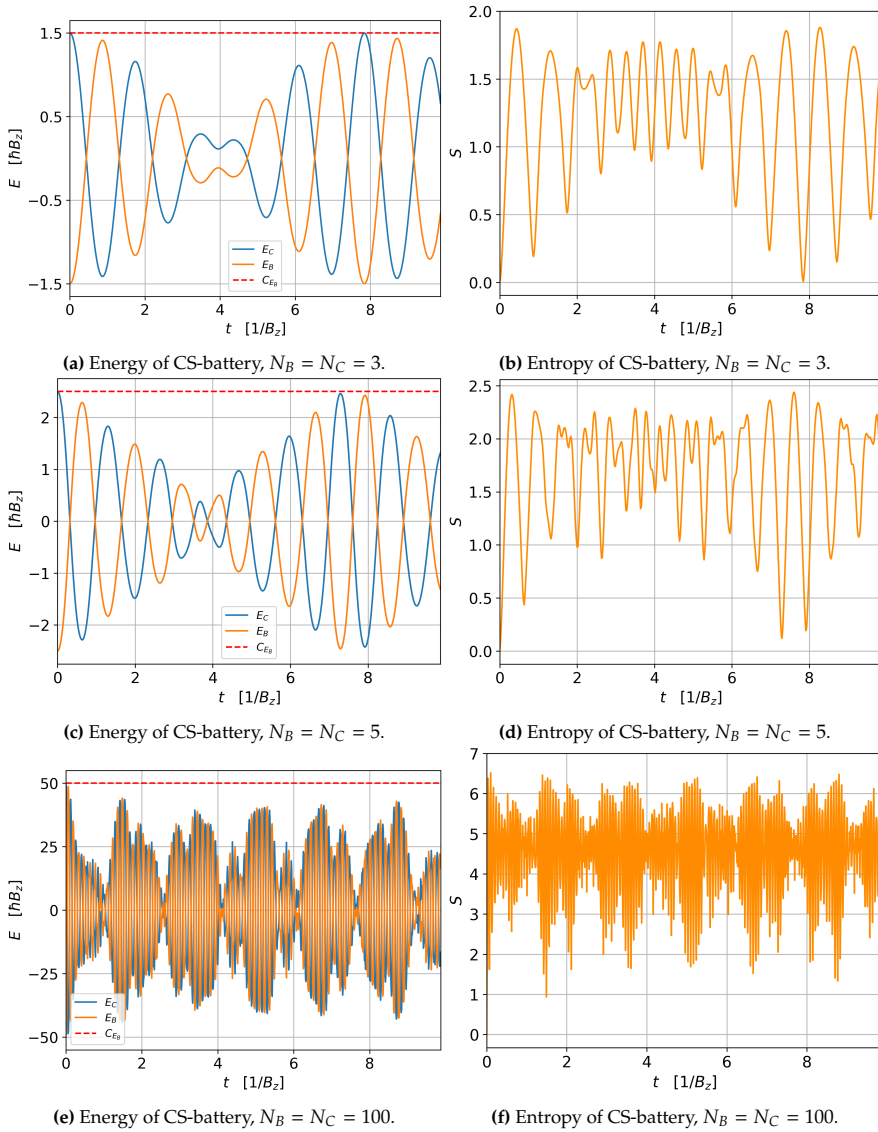 1.5
0.5
−0.5
−1.5
E [ħB_z]
E_C
E_B
C_{E_B}
0 2 4 6 8
t [1/B_z]
(a) Energy of CS-battery, N_B = N_C = 3.
2.0
1.5
1.0
0.5
0.0
S
0 2 4 6 8
t [1/B_z]
(b) Entropy of CS-battery, N_B = N_C = 3.
2
1
0
−1
−2
E [ħB_z]
E_C
E_B
C_{E_B}
0 2 4 6 8
t [1/B_z]
(c) Energy of CS-battery, N_B = N_C = 5.
2.5
2.0
1.5
1.0
0.5
0.0
S
0 2 4 6 8
t [1/B_z]
(d) Entropy of CS-battery, N_B = N_C = 5.
50
25
0
−25
−50
E [ħB_z]
E_C
E_B
C_{E_B}
0 2 4 6 8
t [1/B_z]
(e) Energy of CS-battery, N_B = N_C = 100.
7
6
5
4
3
2
1
0
S
0 2 4 6 8
t [1/B_z]
(f) Entropy of CS-battery, N_B = N_C = 100.